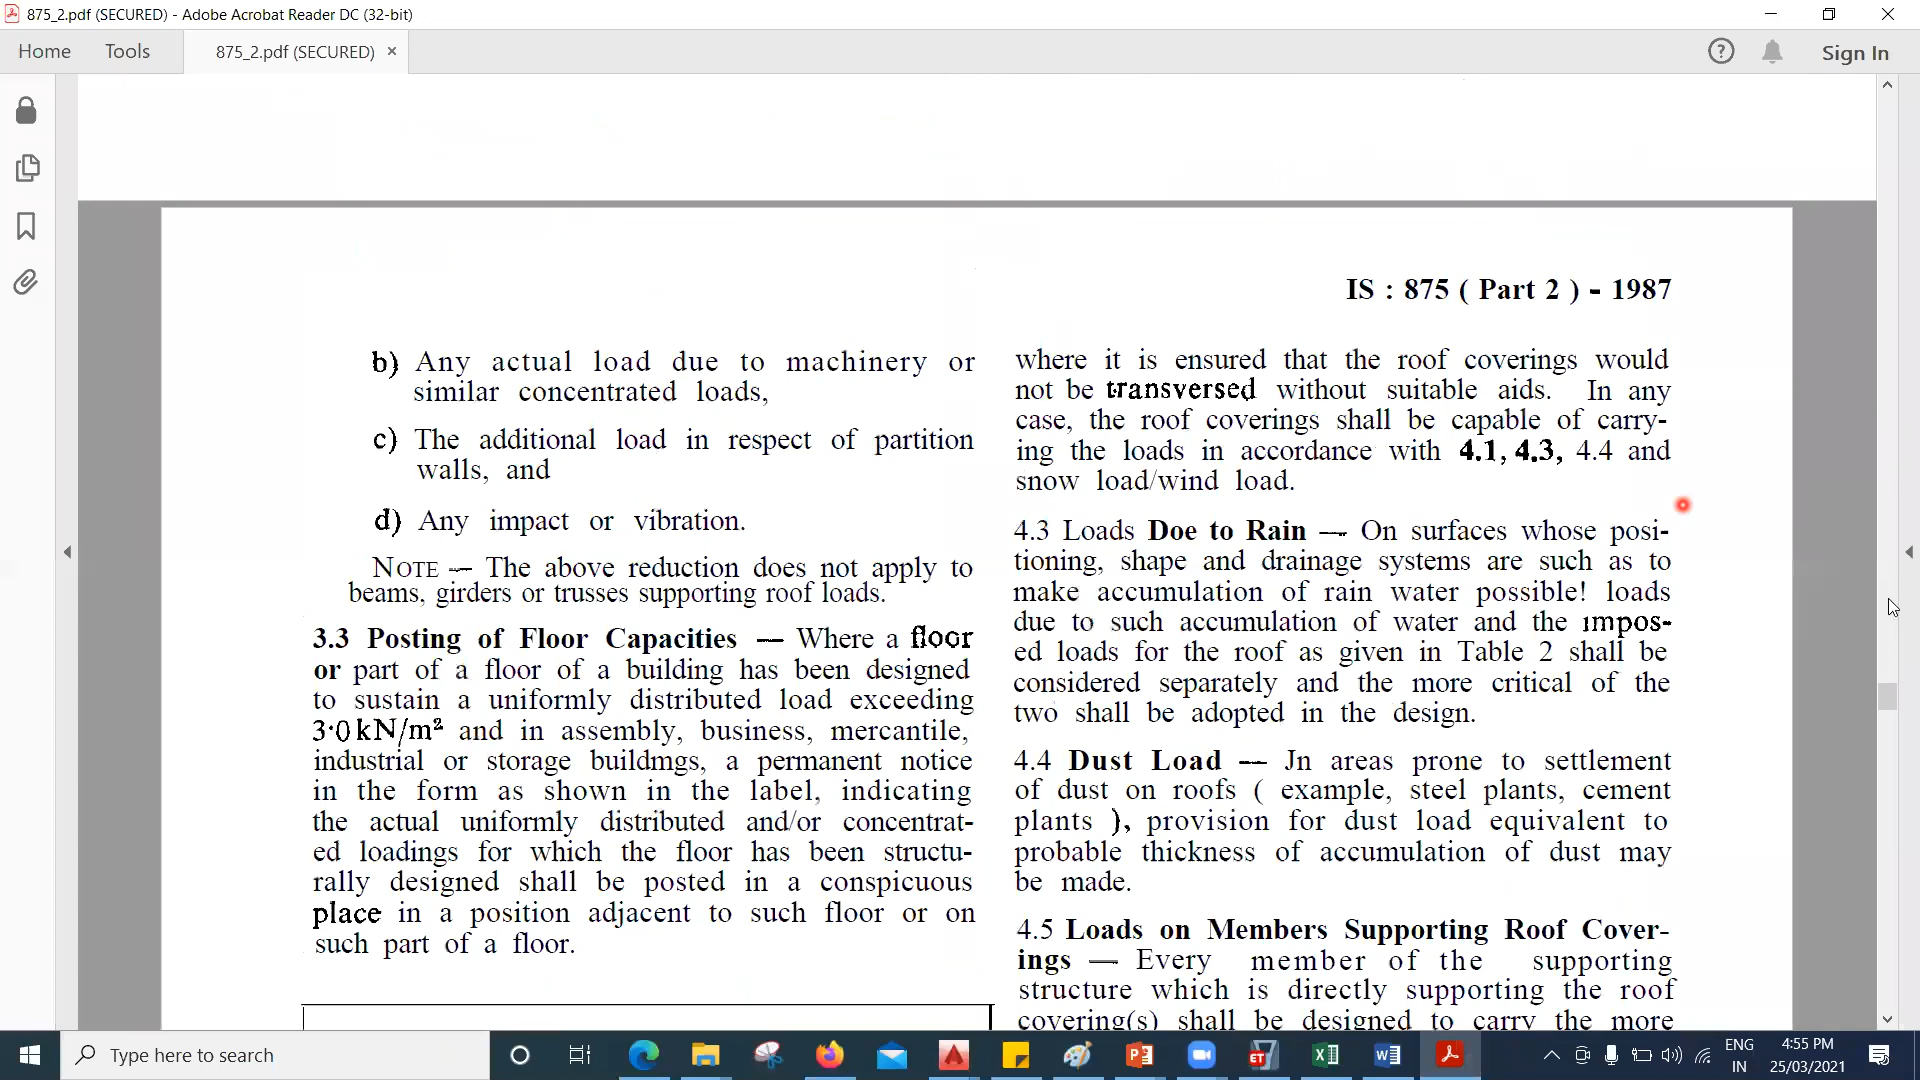 875_2.pdf (SECURED) - Adobe Acrobat Reader DC (32-bit)
Home
Tools
875_2.pdf (SECURED)
Sign In
IS : 875 ( Part 2 ) - 1987
b) Any actual load due to machinery or
similar concentrated loads,
c) The additional load in respect of partition
walls, and
d) Any impact or vibration.
NOTE — The above reduction does not apply to
beams, girders or trusses supporting roof loads.
3.3 Posting of Floor Capacities — Where a floor
or part of a floor of a building has been designed
to sustain a uniformly distributed load exceeding
3·0 kN/m² and in assembly, business, mercantile,
industrial or storage buildmgs, a permanent notice
in the form as shown in the label, indicating
the actual uniformly distributed and/or concentrat-
ed loadings for which the floor has been structu-
rally designed shall be posted in a conspicuous
place in a position adjacent to such floor or on
such part of a floor.
where it is ensured that the roof coverings would
not be transversed without suitable aids. In any
case, the roof coverings shall be capable of carry-
ing the loads in accordance with 4.1, 4.3, 4.4 and
snow load/wind load.
4.3 Loads Doe to Rain — On surfaces whose posi-
tioning, shape and drainage systems are such as to
make accumulation of rain water possible! loads
due to such accumulation of water and the impos-
ed loads for the roof as given in Table 2 shall be
considered separately and the more critical of the
two shall be adopted in the design.
4.4 Dust Load — Jn areas prone to settlement
of dust on roofs ( example, steel plants, cement
plants ), provision for dust load equivalent to
probable thickness of accumulation of dust may
be made.
4.5 Loads on Members Supporting Roof Cover-
ings — Every member of the supporting
structure which is directly supporting the roof
covering(s) shall be designed to carry the more
Type here to search
ENG
IN
4:55 PM
25/03/2021